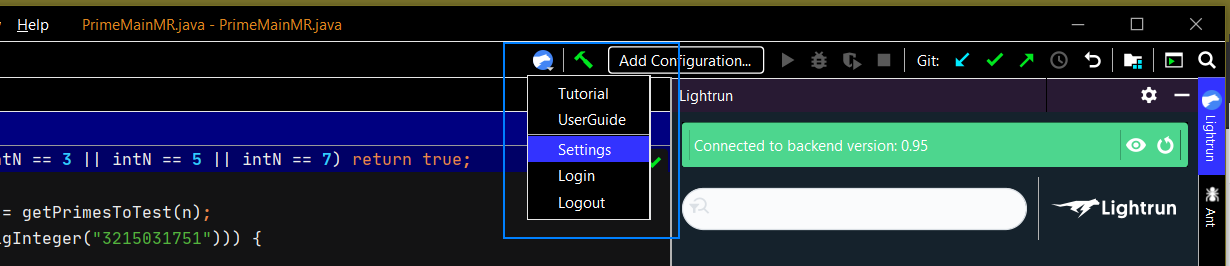 Help PrimeMainMR.java - PrimeMainMR.java
Add Configuration... Git:
Tutorial
UserGuide
Settings
Login
Logout
ntN == 3 || intN == 5 || intN == 7) return true;
= getPrimesToTest(n);
gInteger("3215031751"))) {
Lightrun
Connected to backend version: 0.95
Lightrun
Lightrun
Ant